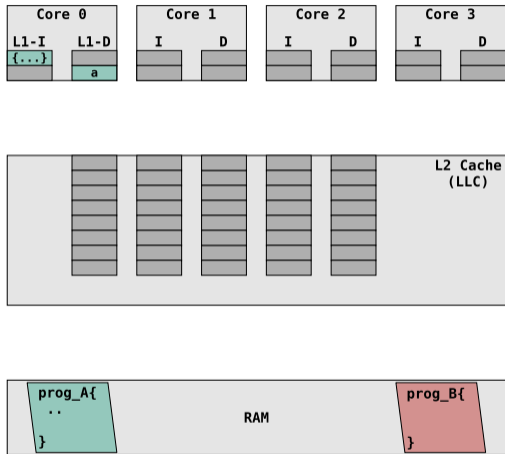 Core 0 Core 1 Core 2 Core 3
L1-I L1-D I D I D I D
{...}
a
L2 Cache
(LLC)
prog_A{ prog_B{
..
RAM
} }